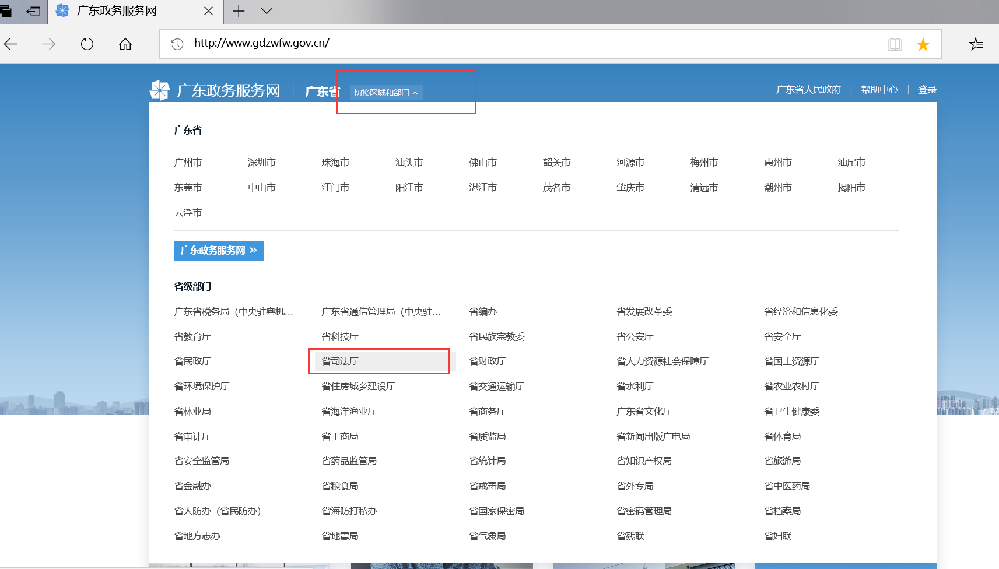 广东政务服务网
http://www.gdzwfw.gov.cn/
广东政务服务网 广东省 切换区域和部门 广东省人民政府 帮助中心 登录
广东省
广州市 深圳市 珠海市 汕头市 佛山市 韶关市 河源市 梅州市 惠州市 汕尾市
东莞市 中山市 江门市 阳江市 湛江市 茂名市 肇庆市 清远市 潮州市 揭阳市
云浮市
广东政务服务网 »
省级部门
广东省税务局（中央驻粤机... 广东省通信管理局（中央驻... 省编办 省发展改革委 省经济和信息化委
省教育厅 省科技厅 省民族宗教委 省公安厅 省安全厅
省民政厅 省司法厅 省财政厅 省人力资源社会保障厅 省国土资源厅
省环境保护厅 省住房城乡建设厅 省交通运输厅 省水利厅 省农业农村厅
省林业局 省海洋渔业厅 省商务厅 广东省文化厅 省卫生健康委
省审计厅 省工商局 省质监局 省新闻出版广电局 省体育局
省安全监管局 省药品监管局 省统计局 省知识产权局 省旅游局
省金融办 省粮食局 省戒毒局 省外专局 省中医药局
省人防办（省民防办） 省海防打私办 省国家保密局 省密码管理局 省档案局
省地方志办 省地震局 省气象局 省残联 省妇联